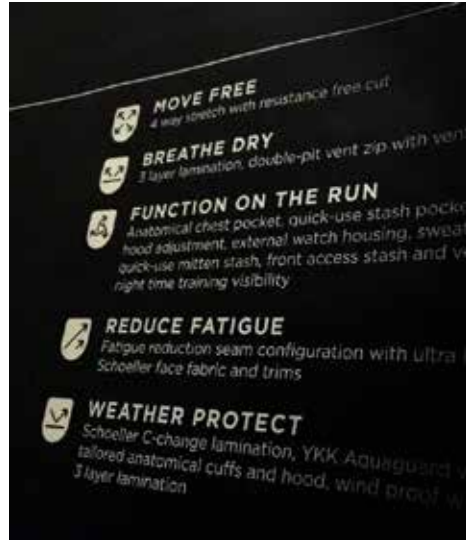 MOVE FREE
4 way stretch with resistance free cut
BREATHE DRY
3 layer lamination, double-pit vent zip with
FUNCTION ON THE RUN
Anatomical chest pocket, quick-use stash
hood adjustment, external watch housing,
quick-use mitten stash, front access stash and
night time training visibility
REDUCE FATIGUE
Fatigue reduction seam configuration with ultra
Schoeller face fabric and trims
WEATHER PROTECT
Schoeller C-change lamination, YKK Aquaguard
tailored anatomical cuffs and hood, wind proof
3 layer lamination